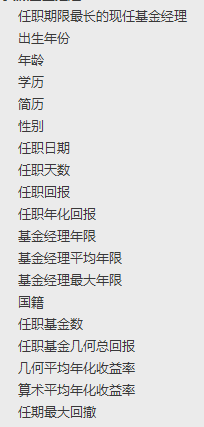 任职期限最长的现任基金经理
出生年份
年龄
学历
简历
性别
任职日期
任职天数
任职回报
任职年化回报
基金经理年限
基金经理平均年限
基金经理最大年限
国籍
任职基金数
任职基金几何总回报
几何平均年化收益率
算术平均年化收益率
任期最大回撤